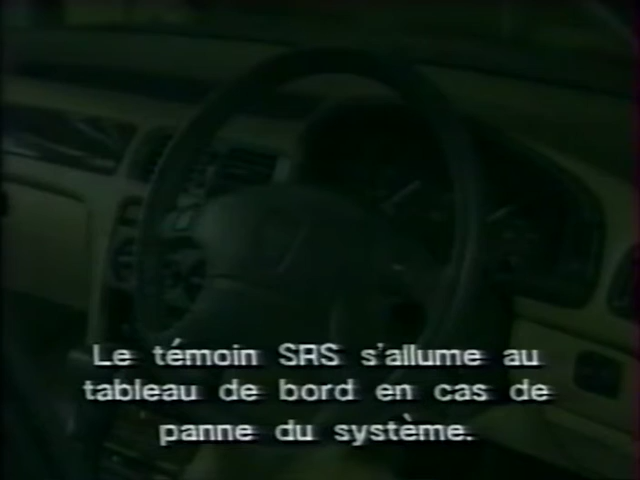 Le témoin SRS s'allume au
tableau de bord en cas de
panne du système.